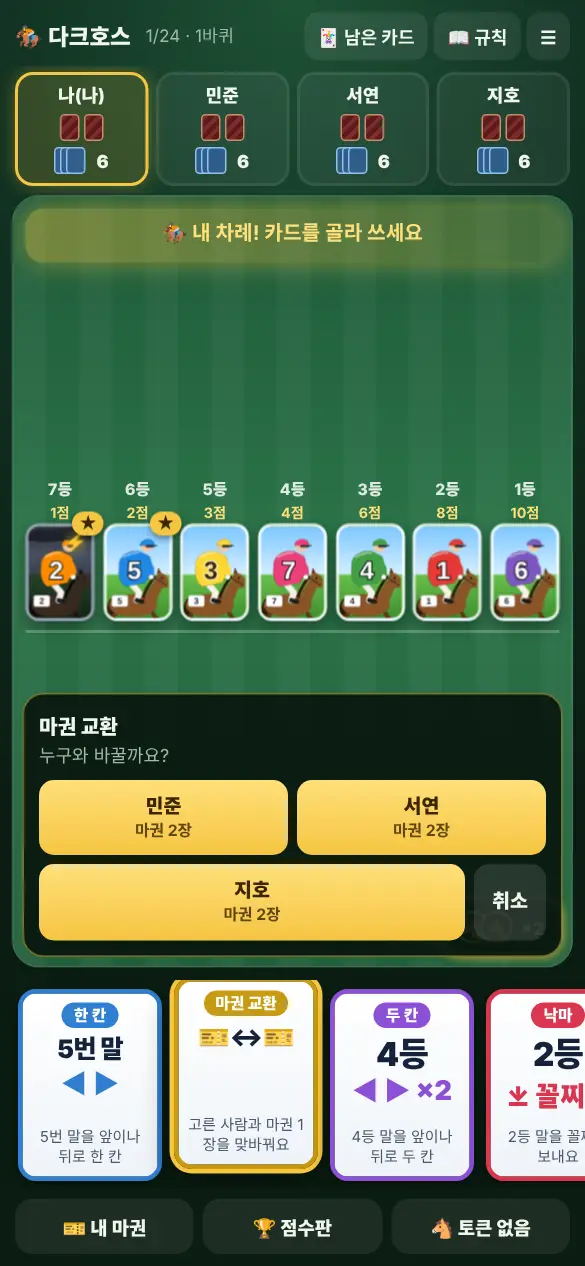 다크호스 1/24 · 1바퀴 남은 카드 규칙
나(나) 민준 서연 지호
6 6 6 6
내 차례! 카드를 골라 쓰세요
7등 6등 5등 4등 3등 2등 1등
1점 2점 3점 4점 6점 8점 10점
2 5 3 7 4 1 6
2 5 3 7 4 1 6
마권 교환
누구와 바꿀까요?
민준 서연
마권 2장 마권 2장
지호
마권 2장
취소
한 칸
5번 말
5번 말을 앞이나
뒤로 한 칸
마권 교환
고른 사람과 마권 1
장을 맞바꿔요
두 칸
4등
×2
4등 말을 앞이나
뒤로 두 칸
낙마
2등
꼴찌
2등 말을 꼴
보내요
내 마권 점수판 토큰 없음